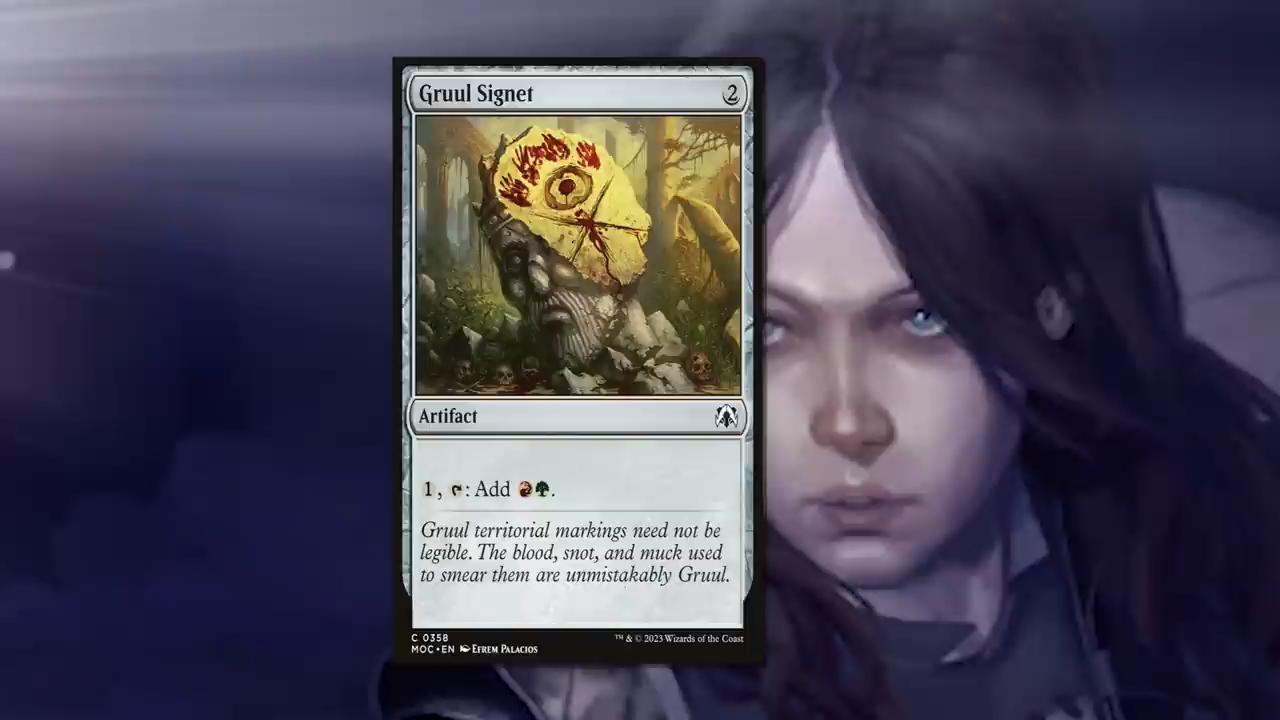 Gruul Signet 2
Artifact
1, : Add .
Gruul territorial markings need not be
legible. The blood, snot, and muck used
to smear them are unmistakably Gruul.
C 0358
MOC • EN Efrem Palacios
™ & © 2023 Wizards of the Coast